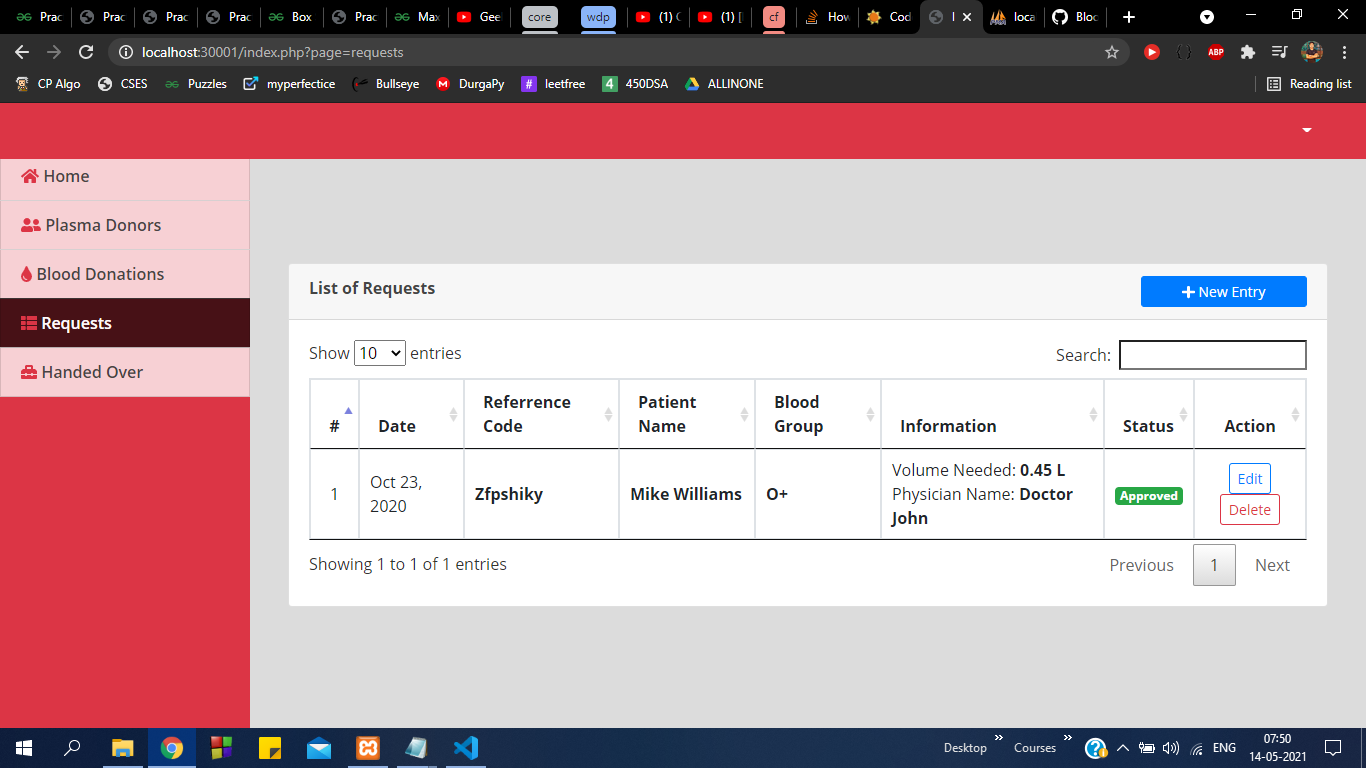 Prac Prac Prac Prac Box Prac Max Gee core wdp (1) (1) [ cf How Cod loca Bloc
localhost:30001/index.php?page=requests
CP Algo CSES Puzzles myperfectice Bullseye DurgaPy leetfree 450DSA ALLINONE Reading list
Home
Plasma Donors
Blood Donations
Requests
Handed Over
List of Requests
New Entry
Show 10 entries
Search:
# Date Referrence Code Patient Name Blood Group Information Status Action
1 Oct 23, 2020 Zfpshiky Mike Williams O+ Volume Needed: 0.45 L
Physician Name: Doctor John
Approved
Edit
Delete
Showing 1 to 1 of 1 entries
Previous 1 Next
Desktop Courses ENG 07:50
14-05-2021